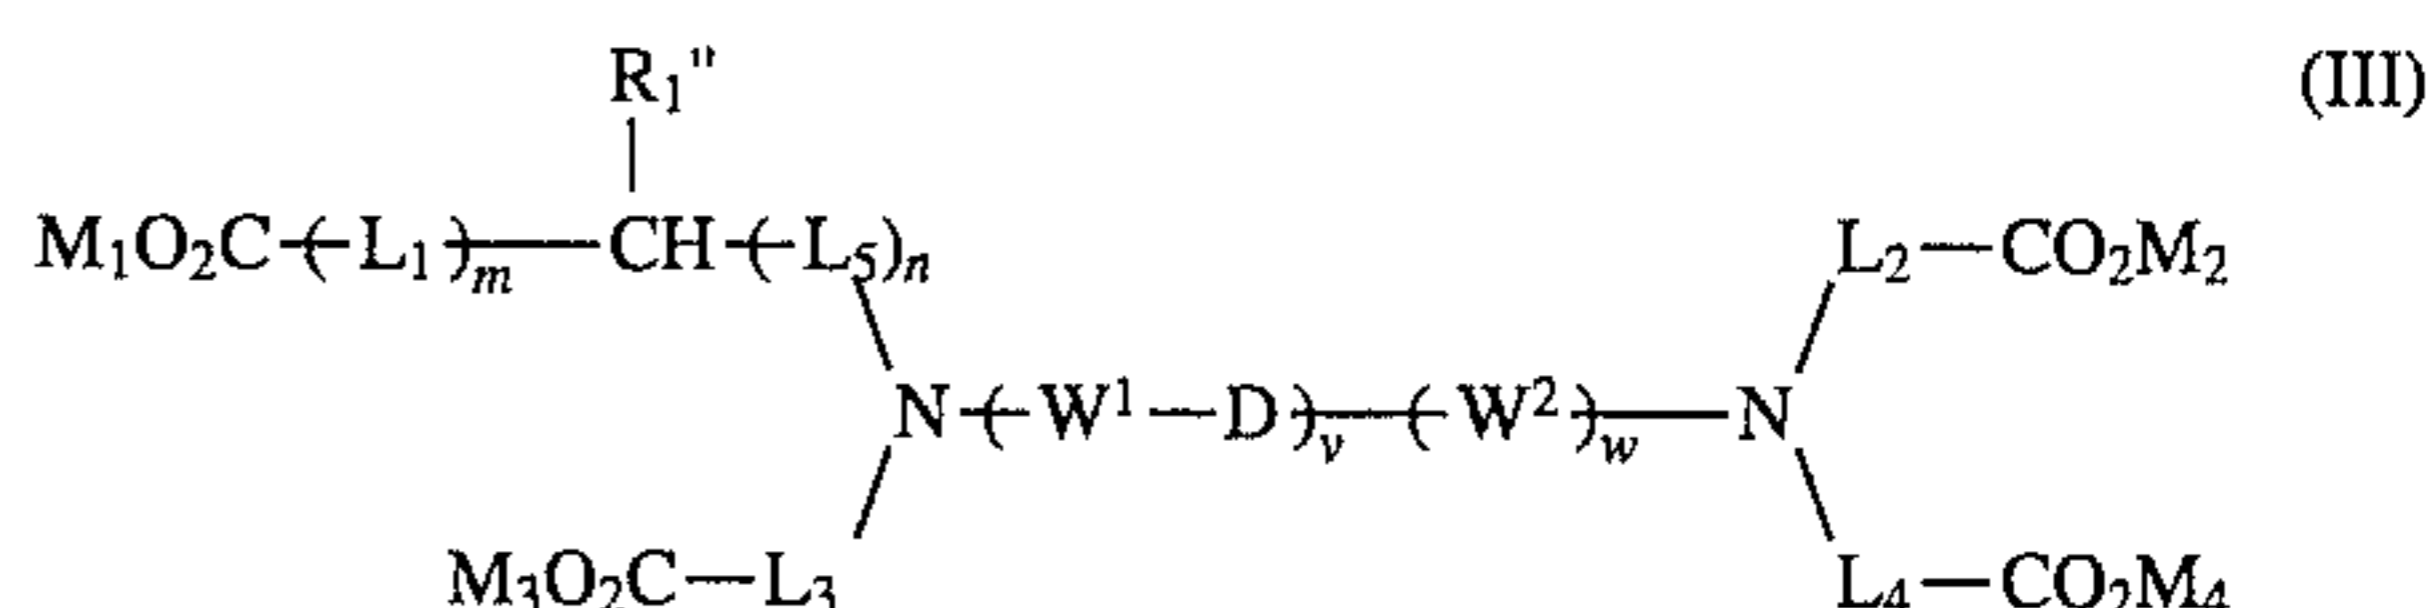 R₁" (III)
M₁O₂C-(-L₁-)ₘ—CH-(-L₅)ₙ L₂—CO₂M₂
N-(-W¹—D-)ᵥ—(-W²-)w—N
M₃O₂C—L₃ L₄—CO₂M₄